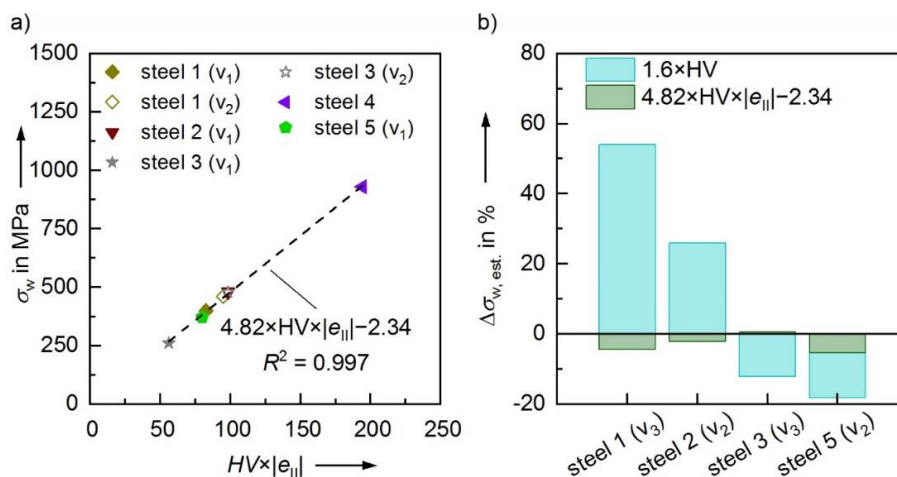 a)
1500
1250
1000
750
500
250
0
σw in MPa
steel 1 (v₁)
steel 1 (v₂)
steel 2 (v₁)
steel 3 (v₁)
steel 3 (v₂)
steel 4
steel 5 (v₁)
4.82×HV×|eII|−2.34
R² = 0.997
0 50 100 150 200 250
HV×|eII|
b)
80
60
40
20
0
-20
Δσw, est. in %
1.6×HV
4.82×HV×|eII|−2.34
steel 1 (v₃)
steel 2 (v₂)
steel 3 (v₃)
steel 5 (v₂)